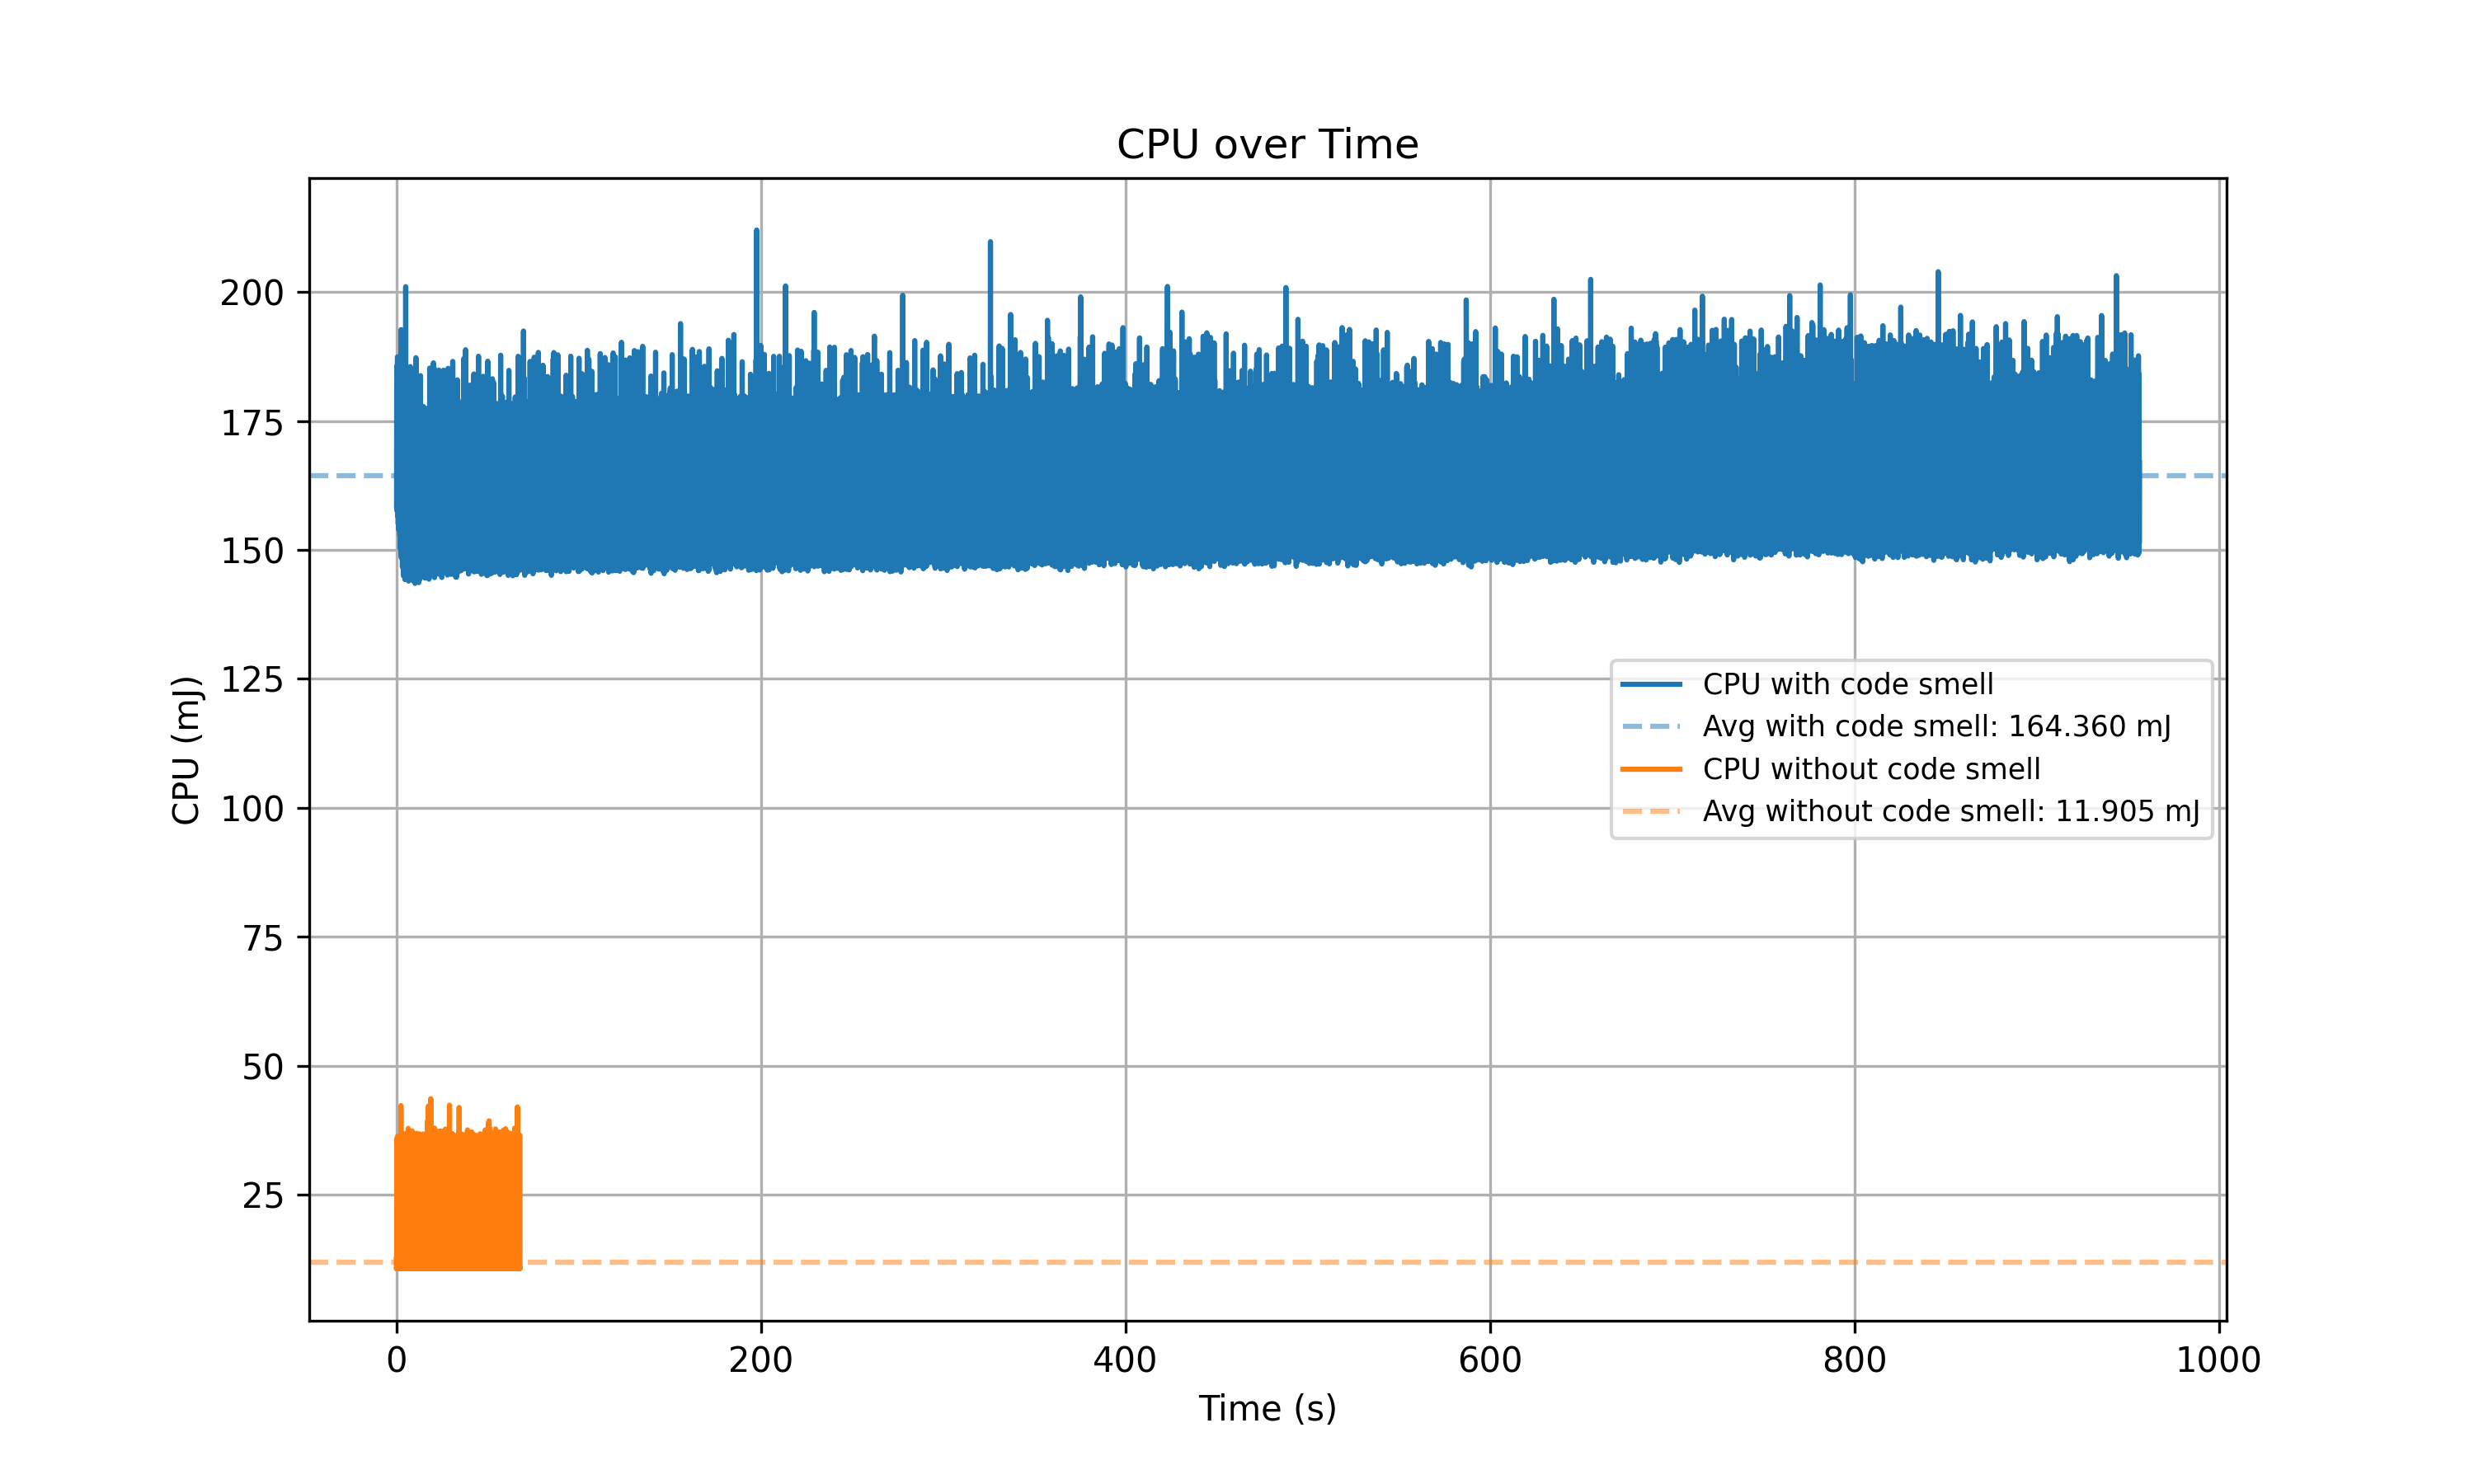 CPU over Time
CPU (mJ)
200
175
150
125
100
75
50
25
CPU with code smell
Avg with code smell: 164.360 mJ
CPU without code smell
Avg without code smell: 11.905 mJ
0 200 400 600 800 1000
Time (s)